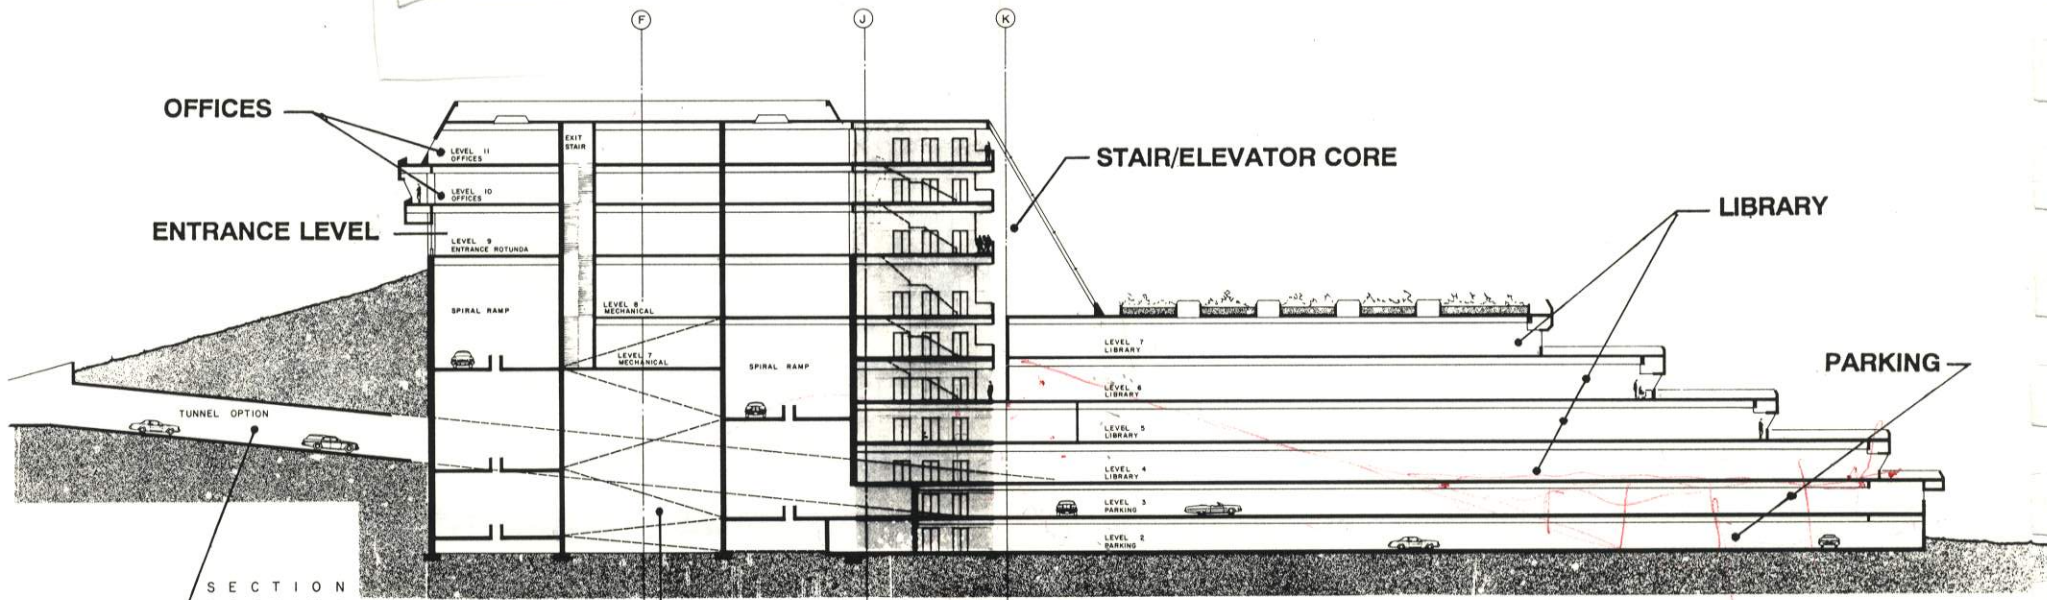 F
J
K
OFFICES
EXIT
STAIR
LEVEL 11
OFFICES
STAIR/ELEVATOR CORE
LEVEL 10
OFFICES
LIBRARY
ENTRANCE LEVEL
LEVEL 9
ENTRANCE ROTUNDA
SPIRAL RAMP
LEVEL 8
MECHANICAL
LEVEL 7
MECHANICAL
SPIRAL RAMP
LEVEL 7
LIBRARY
PARKING
LEVEL 6
LIBRARY
TUNNEL OPTION
LEVEL 5
LIBRARY
LEVEL 4
LIBRARY
LEVEL 3
PARKING
LEVEL 2
PARKING
SECTION